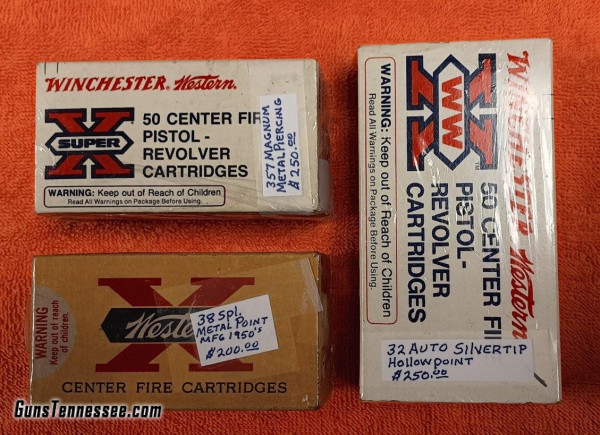 WINCHESTER Western
X
SUPER
50 CENTER FIR
PISTOL -
REVOLVER
CARTRIDGES
WARNING: Keep out of Reach of Children
Read All Warnings on Package Before Using.
357 MAGNUM
METAL PIERCING
$250.00
WARNING
Keep out of reach
of children.
X
Western
38 Spl.
METAL POINT
MFG 1950's
$200.00
CENTER FIRE CARTRIDGES
WINCHESTER Western
X
WW
50 CENTER FI
PISTOL-
REVOLVER
CARTRIDGES
WARNING: Keep out of Reach of Children
Read All Warnings on Package Before Using.
32 AUTO SILVERTIP
Hollowpoint
$250.00
GunsTennessee.com